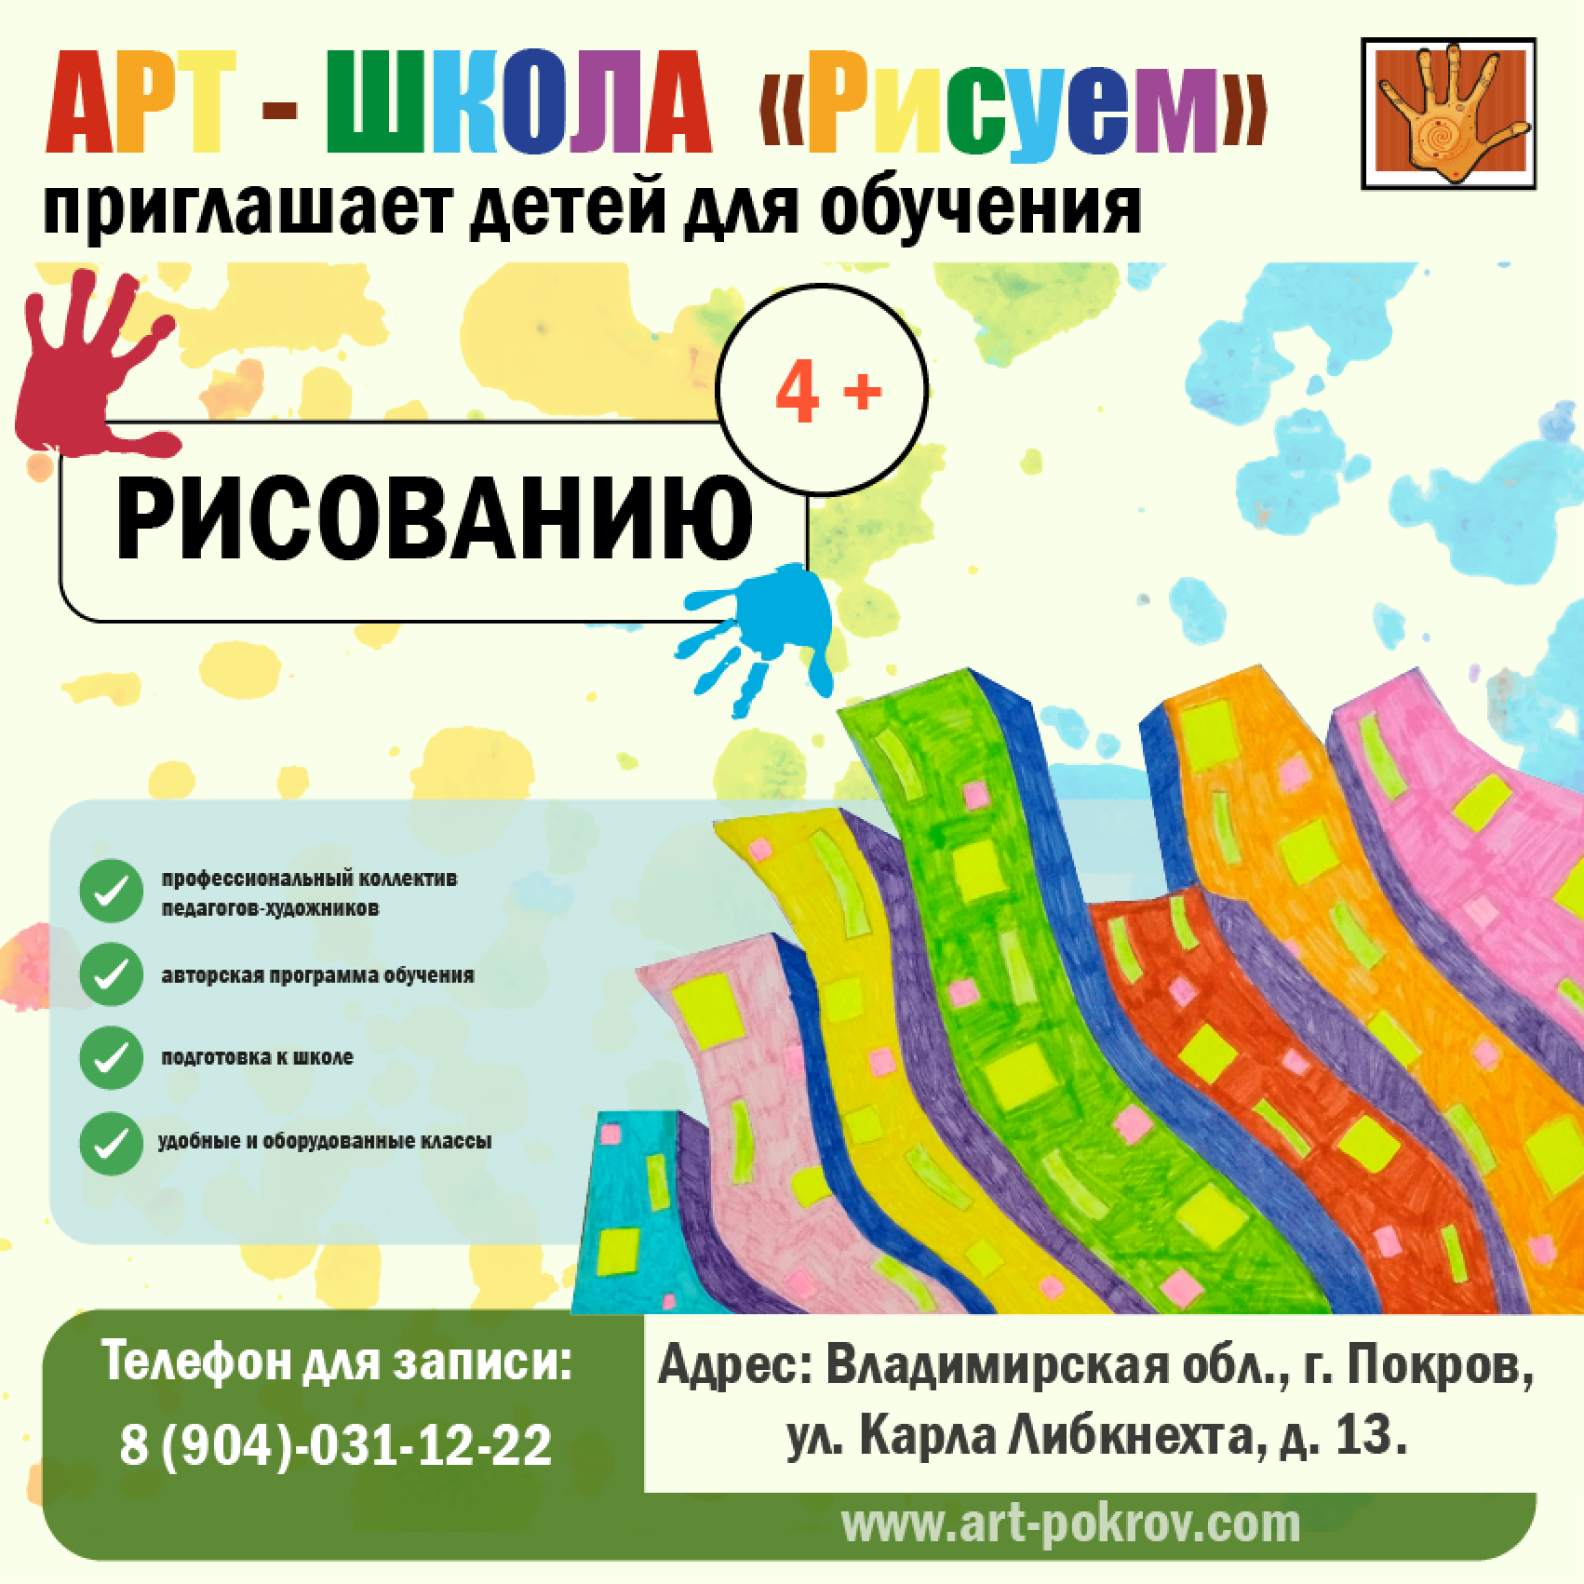 АРТ - ШКОЛА «Рисуем»
приглашает детей для обучения
4 +
РИСОВАНИЮ
профессиональный коллектив
педагогов-художников
авторская программа обучения
подготовка к школе
удобные и оборудованные классы
Телефон для записи:
8 (904)-031-12-22
Адрес: Владимирская обл., г. Покров,
ул. Карла Либкнехта, д. 13.
www.art-pokrov.com